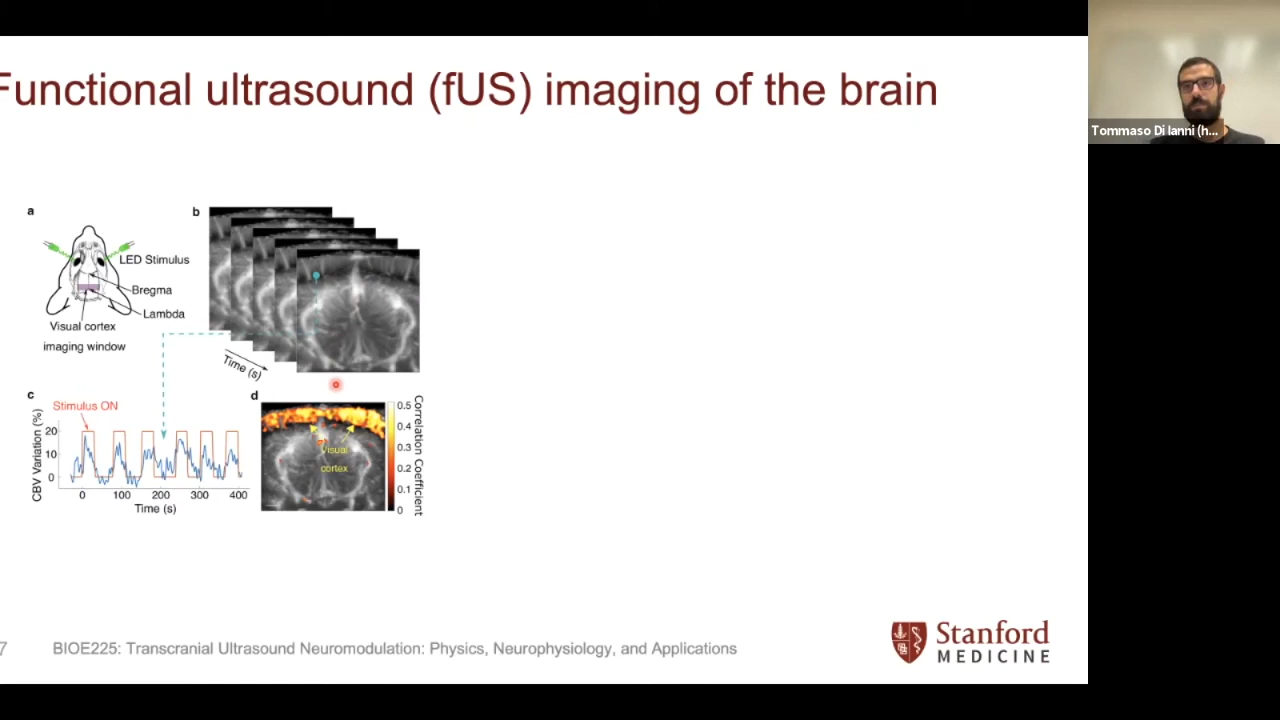 Functional ultrasound (fUS) imaging of the brain
Tommaso Di Ianni (h...
a
LED Stimulus
Bregma
Lambda
Visual cortex
imaging window
b
Time (s)
c
Stimulus ON
CBV Variation (%)
20
10
0
0 100 200 300 400
Time (s)
d
Visual
cortex
0.5
0.4
0.3
0.2
0.1
0
Correlation Coefficient
7
BIOE225: Transcranial Ultrasound Neuromodulation: Physics, Neurophysiology, and Applications
Stanford
MEDICINE